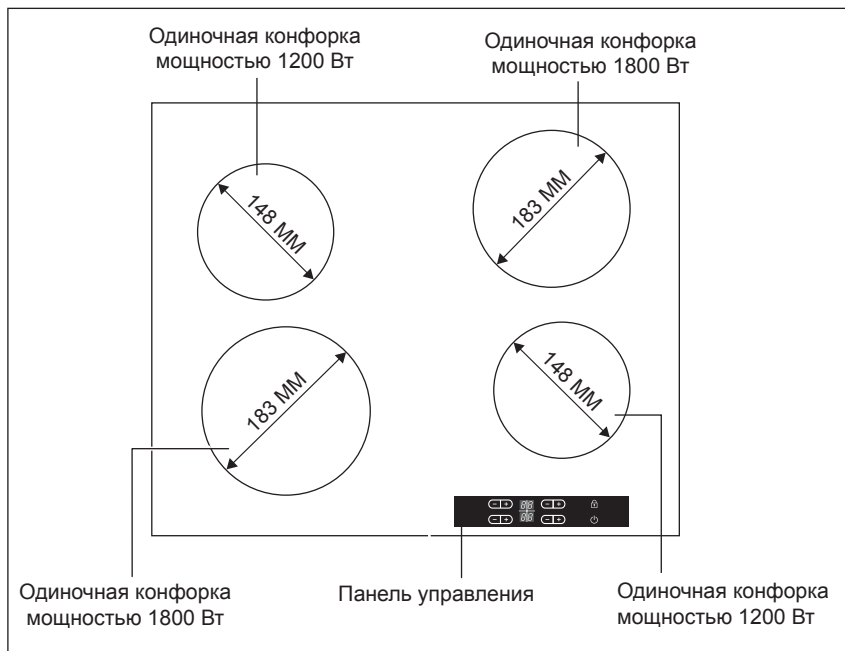 Одиночная конфорка
мощностью 1200 Вт
Одиночная конфорка
мощностью 1800 Вт
148 ММ
183 ММ
183 ММ
148 ММ
Одиночная конфорка
мощностью 1800 Вт
Панель управления
Одиночная конфорка
мощностью 1200 Вт